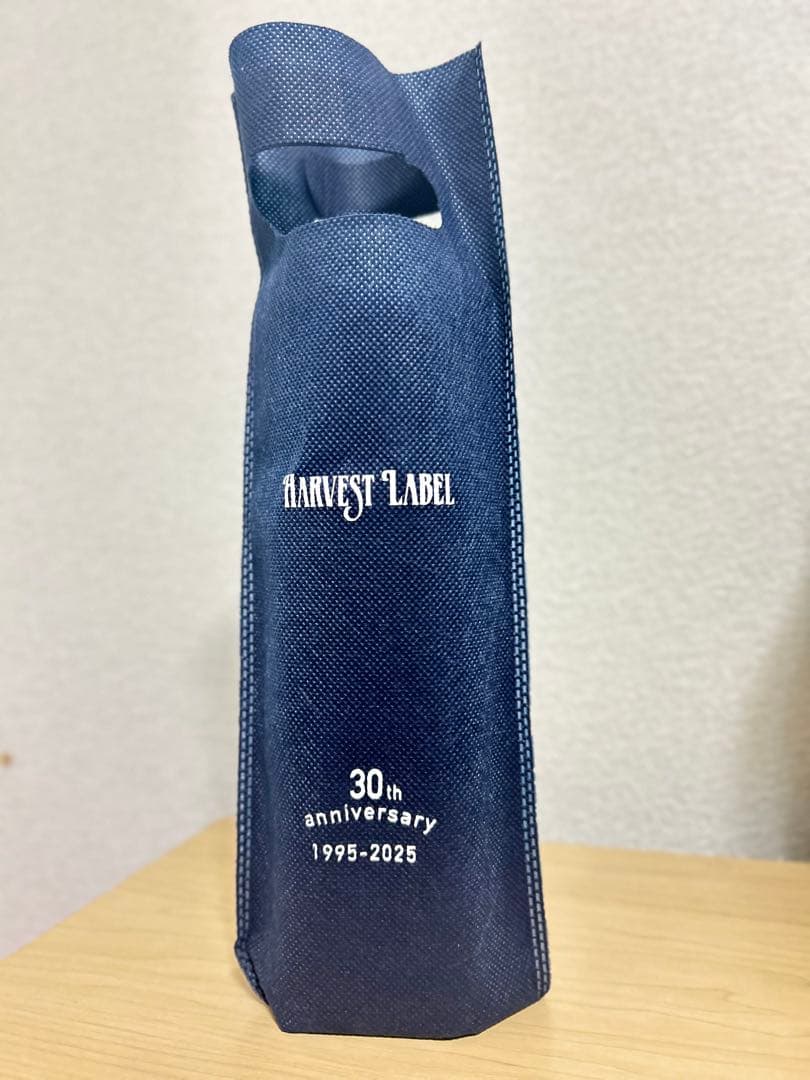 HARVEST LABEL
30th
anniversary
1995-2025